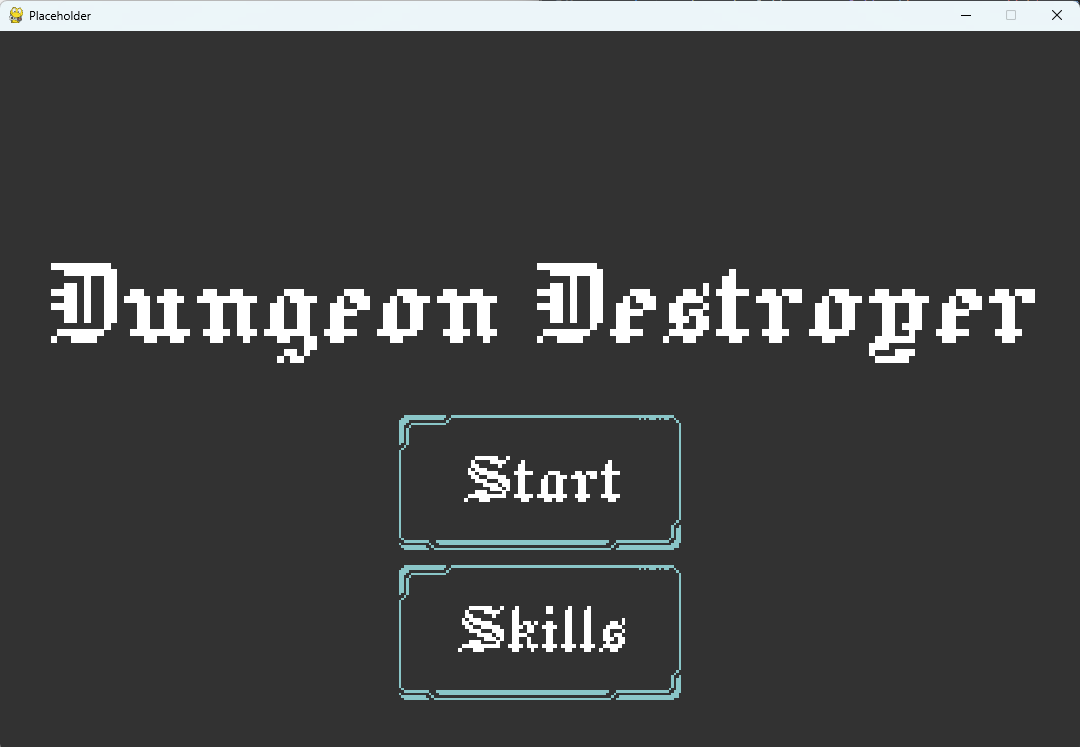 Placeholder
Dungeon Destroyer
Start
Skills